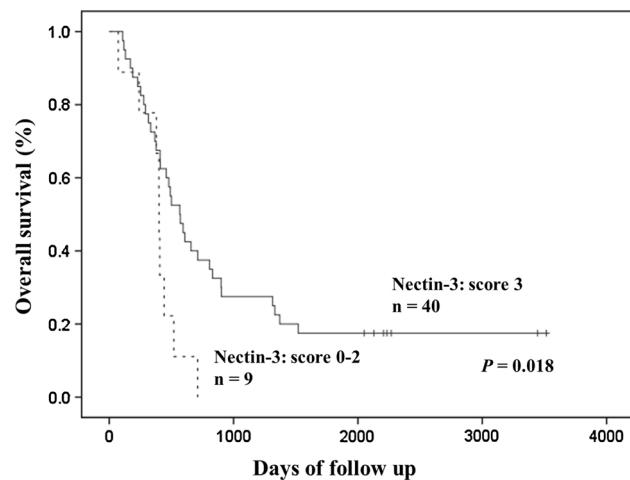 Overall survival (%)
1.0
0.8
0.6
0.4
0.2
0.0
Nectin-3: score 3
n = 40
Nectin-3: score 0-2
n = 9
P = 0.018
0
1000
2000
3000
4000
Days of follow up